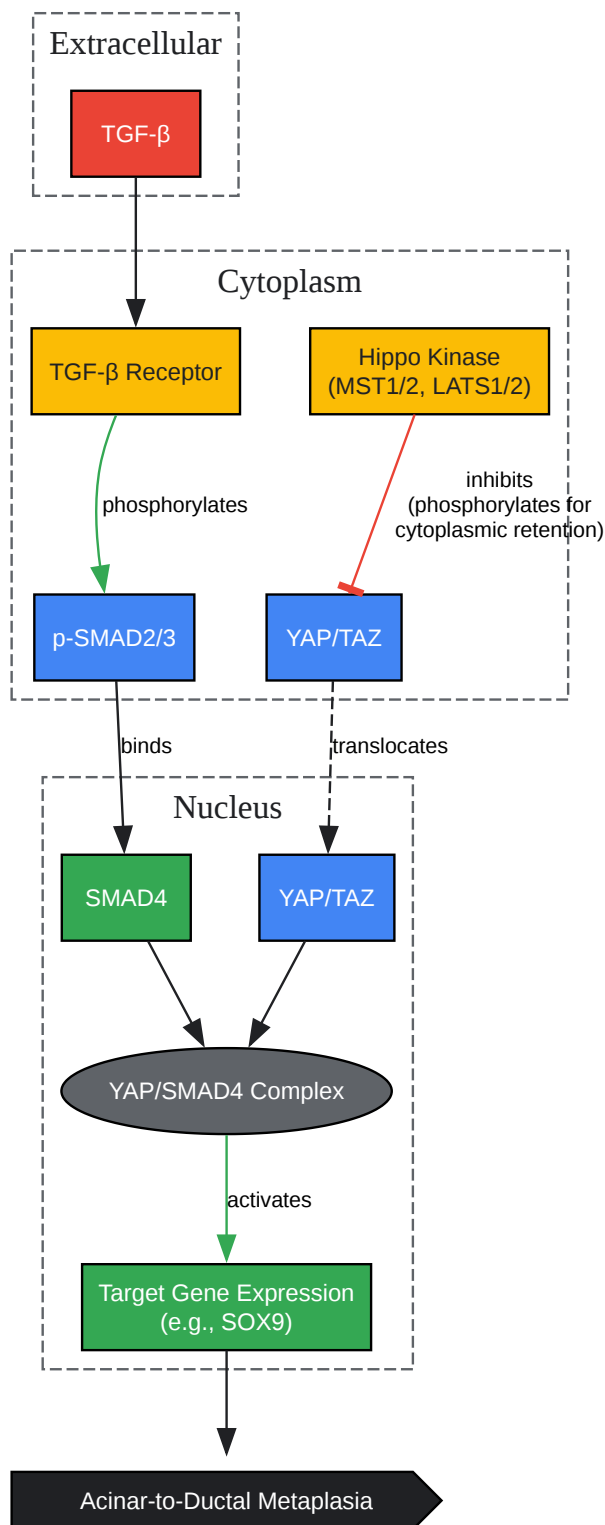 Extracellular
TGF-β
Cytoplasm
TGF-β Receptor
Hippo Kinase
(MST1/2, LATS1/2)
phosphorylates
inhibits
(phosphorylates for
cytoplasmic retention)
p-SMAD2/3
YAP/TAZ
binds
translocates
Nucleus
SMAD4
YAP/TAZ
YAP/SMAD4 Complex
activates
Target Gene Expression
(e.g., SOX9)
Acinar-to-Ductal Metaplasia